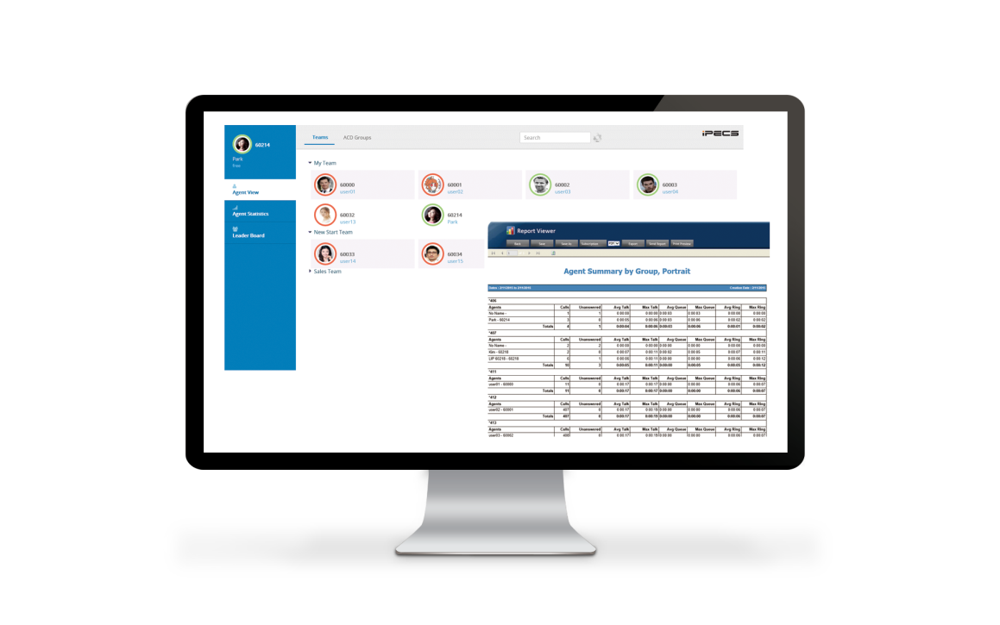 60214
Park
free
Agent View
Agent Statistics
Leader Board
Teams ACD Groups Search iPECS
My Team
60000 60001 60002 60003
user01 user02 user03 user04
60032 60214
user13 Park
New Start Team
60033 60034
user14 user15
Sales Team
Report Viewer
Agent Summary by Group, Portrait
*406
Agents Calls Unanswered Avg Talk Max Talk Avg Queue Max Queue Avg Ring Max Ring
No Name - 1 1 0:00:00 0:00:00 0:00:03 0:00:03 0:00:00 0:00:00
Park - 60214 3 0 0:00:05 0:00:06 0:00:03 0:00:06 0:00:02 0:00:02
Totals 4 1 0:00:04 0:00:06 0:00:03 0:00:06 0:00:01 0:00:02
*407
Agents Calls Unanswered Avg Talk Max Talk Avg Queue Max Queue Avg Ring Max Ring
No Name - 2 2 0:00:00 0:00:00 0:00:00 0:00:00 0:00:00 0:00:00
Kim - 60218 2 0 0:00:07 0:00:11 0:00:02 0:00:05 0:00:07 0:00:11
LIP 60218 - 60218 6 1 0:00:06 0:00:11 0:00:00 0:00:00 0:00:06 0:00:12
Totals 10 3 0:00:05 0:00:11 0:00:00 0:00:05 0:00:05 0:00:12
*411
Agents Calls Unanswered Avg Talk Max Talk Avg Queue Max Queue Avg Ring Max Ring
user01 - 60000 11 0 0:00:17 0:00:17 0:00:00 0:00:00 0:00:06 0:00:07
Totals 11 0 0:00:17 0:00:17 0:00:00 0:00:00 0:00:06 0:00:07
*412
Agents Calls Unanswered Avg Talk Max Talk Avg Queue Max Queue Avg Ring Max Ring
user02 - 60001 407 0 0:00:17 0:00:19 0:00:00 0:00:00 0:00:06 0:00:07
Totals 407 0 0:00:17 0:00:19 0:00:00 0:00:00 0:00:06 0:00:07
*413
Agents Calls Unanswered Avg Talk Max Talk Avg Queue Max Queue Avg Ring Max Ring
user03 - 60002 408 0 0:00:17 0:00:19 0:00:00 0:00:00 0:00:06 0:00:07